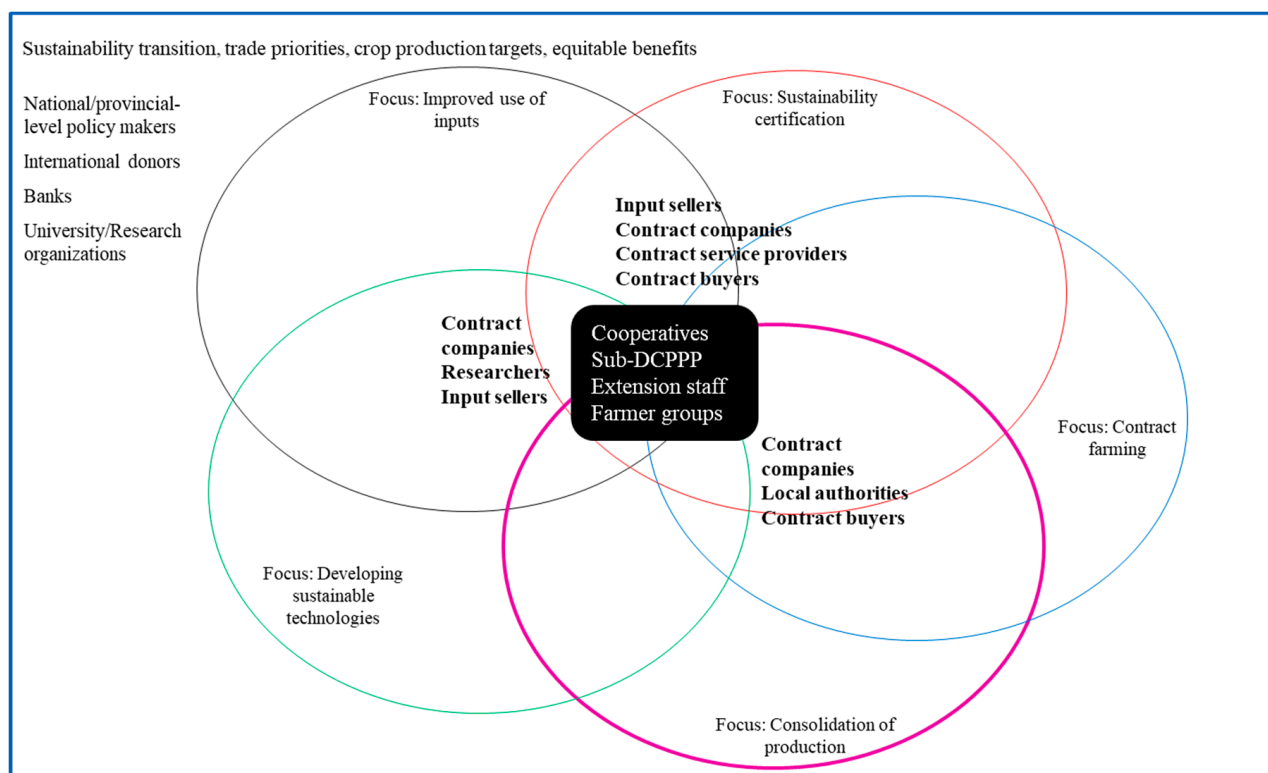 Sustainability transition, trade priorities, crop production targets, equitable benefits
National/provincial-
level policy makers
International donors
Banks
University/Research
organizations
Focus: Improved use of
inputs
Focus: Sustainability
certification
Input sellers
Contract companies
Contract service providers
Contract buyers
Contract
companies
Researchers
Input sellers
Cooperatives
Sub-DCPPP
Extension staff
Farmer groups
Focus: Contract
farming
Contract
companies
Local authorities
Contract buyers
Focus: Developing
sustainable
technologies
Focus: Consolidation of
production